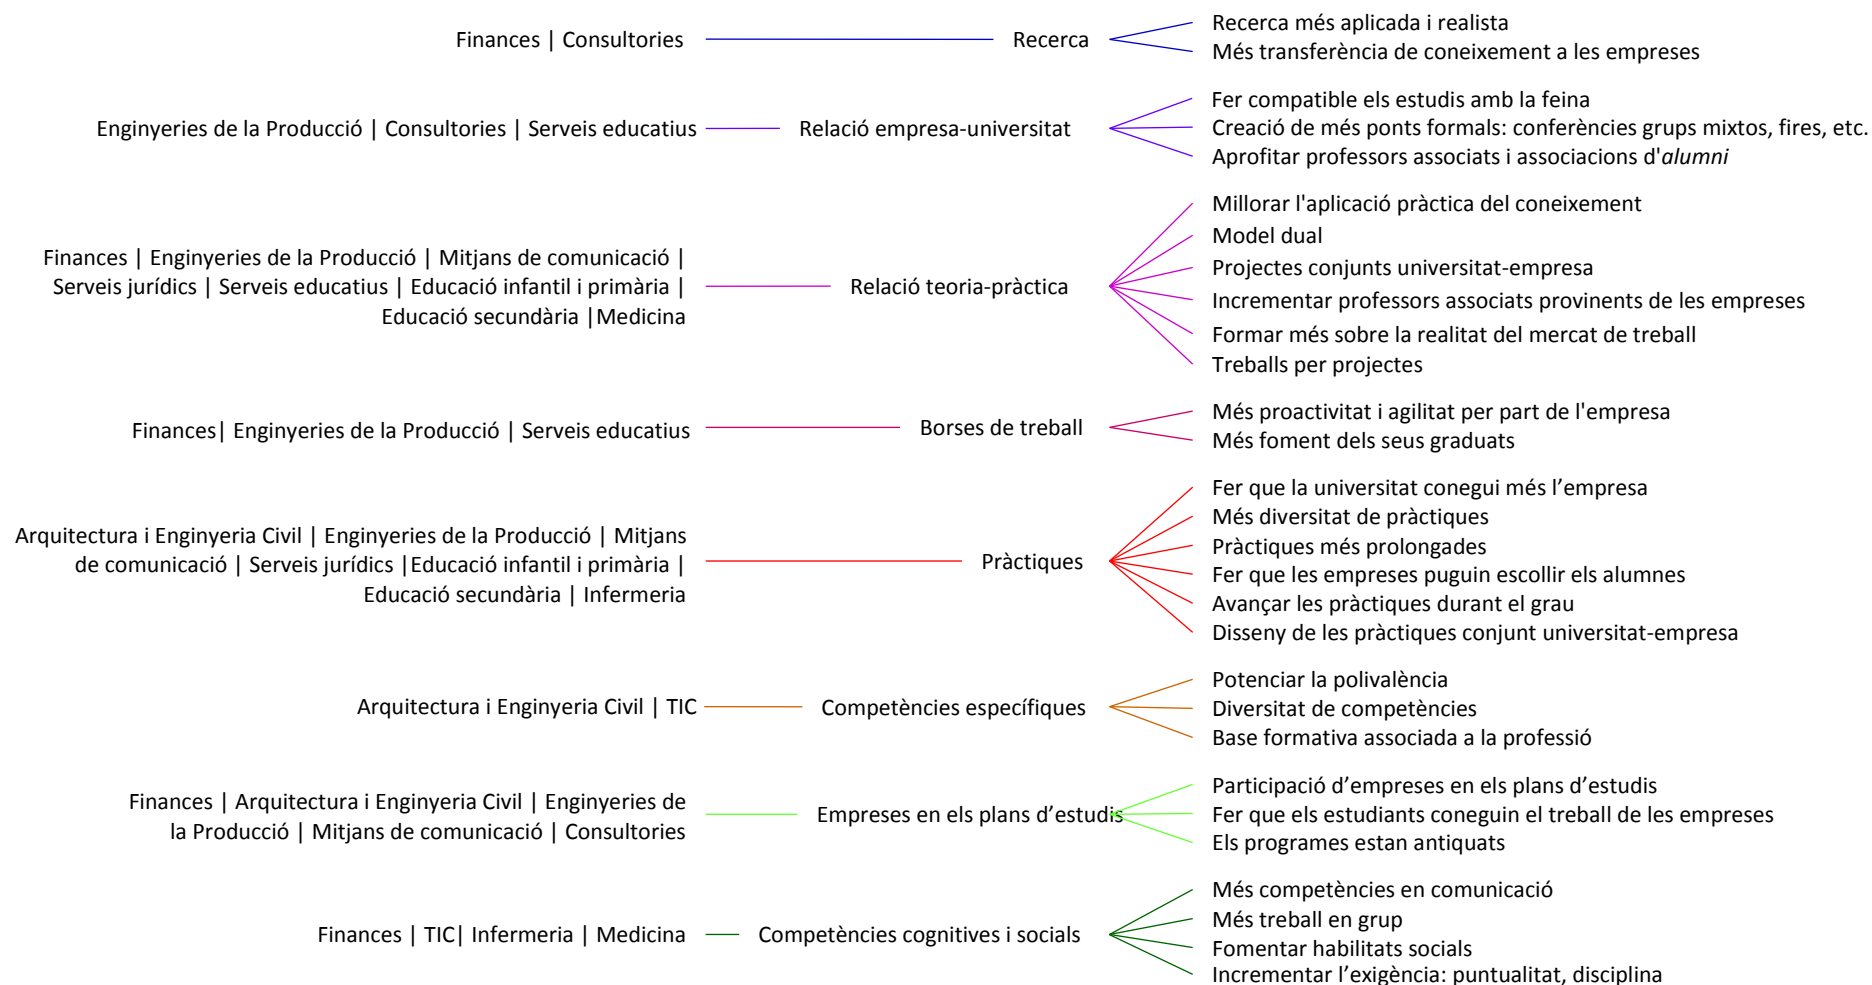 Finances | Consultories
Recerca
Recerca més aplicada i realista
Més transferència de coneixement a les empreses
Enginyeries de la Producció | Consultories | Serveis educatius
Relació empresa-universitat
Fer compatible els estudis amb la feina
Creació de més ponts formals: conferències grups mixtos, fires, etc.
Aprofitar professors associats i associacions d'alumni
Finances | Enginyeries de la Producció | Mitjans de comunicació |
Serveis jurídics | Serveis educatius | Educació infantil i primària |
Educació secundària |Medicina
Relació teoria-pràctica
Millorar l'aplicació pràctica del coneixement
Model dual
Projectes conjunts universitat-empresa
Incrementar professors associats provinents de les empreses
Formar més sobre la realitat del mercat de treball
Treballs per projectes
Finances| Enginyeries de la Producció | Serveis educatius
Borses de treball
Més proactivitat i agilitat per part de l'empresa
Més foment dels seus graduats
Arquitectura i Enginyeria Civil | Enginyeries de la Producció | Mitjans
de comunicació | Serveis jurídics |Educació infantil i primària |
Educació secundària | Infermeria
Pràctiques
Fer que la universitat conegui més l’empresa
Més diversitat de pràctiques
Pràctiques més prolongades
Fer que les empreses puguin escollir els alumnes
Avançar les pràctiques durant el grau
Disseny de les pràctiques conjunt universitat-empresa
Arquitectura i Enginyeria Civil | TIC
Competències específiques
Potenciar la polivalència
Diversitat de competències
Base formativa associada a la professió
Finances | Arquitectura i Enginyeria Civil | Enginyeries de
la Producció | Mitjans de comunicació | Consultories
Empreses en els plans d’estudis
Participació d’empreses en els plans d’estudis
Fer que els estudiants coneguin el treball de les empreses
Els programes estan antiquats
Finances | TIC| Infermeria | Medicina
Competències cognitives i socials
Més competències en comunicació
Més treball en grup
Fomentar habilitats socials
Incrementar l’exigència: puntualitat, disciplina